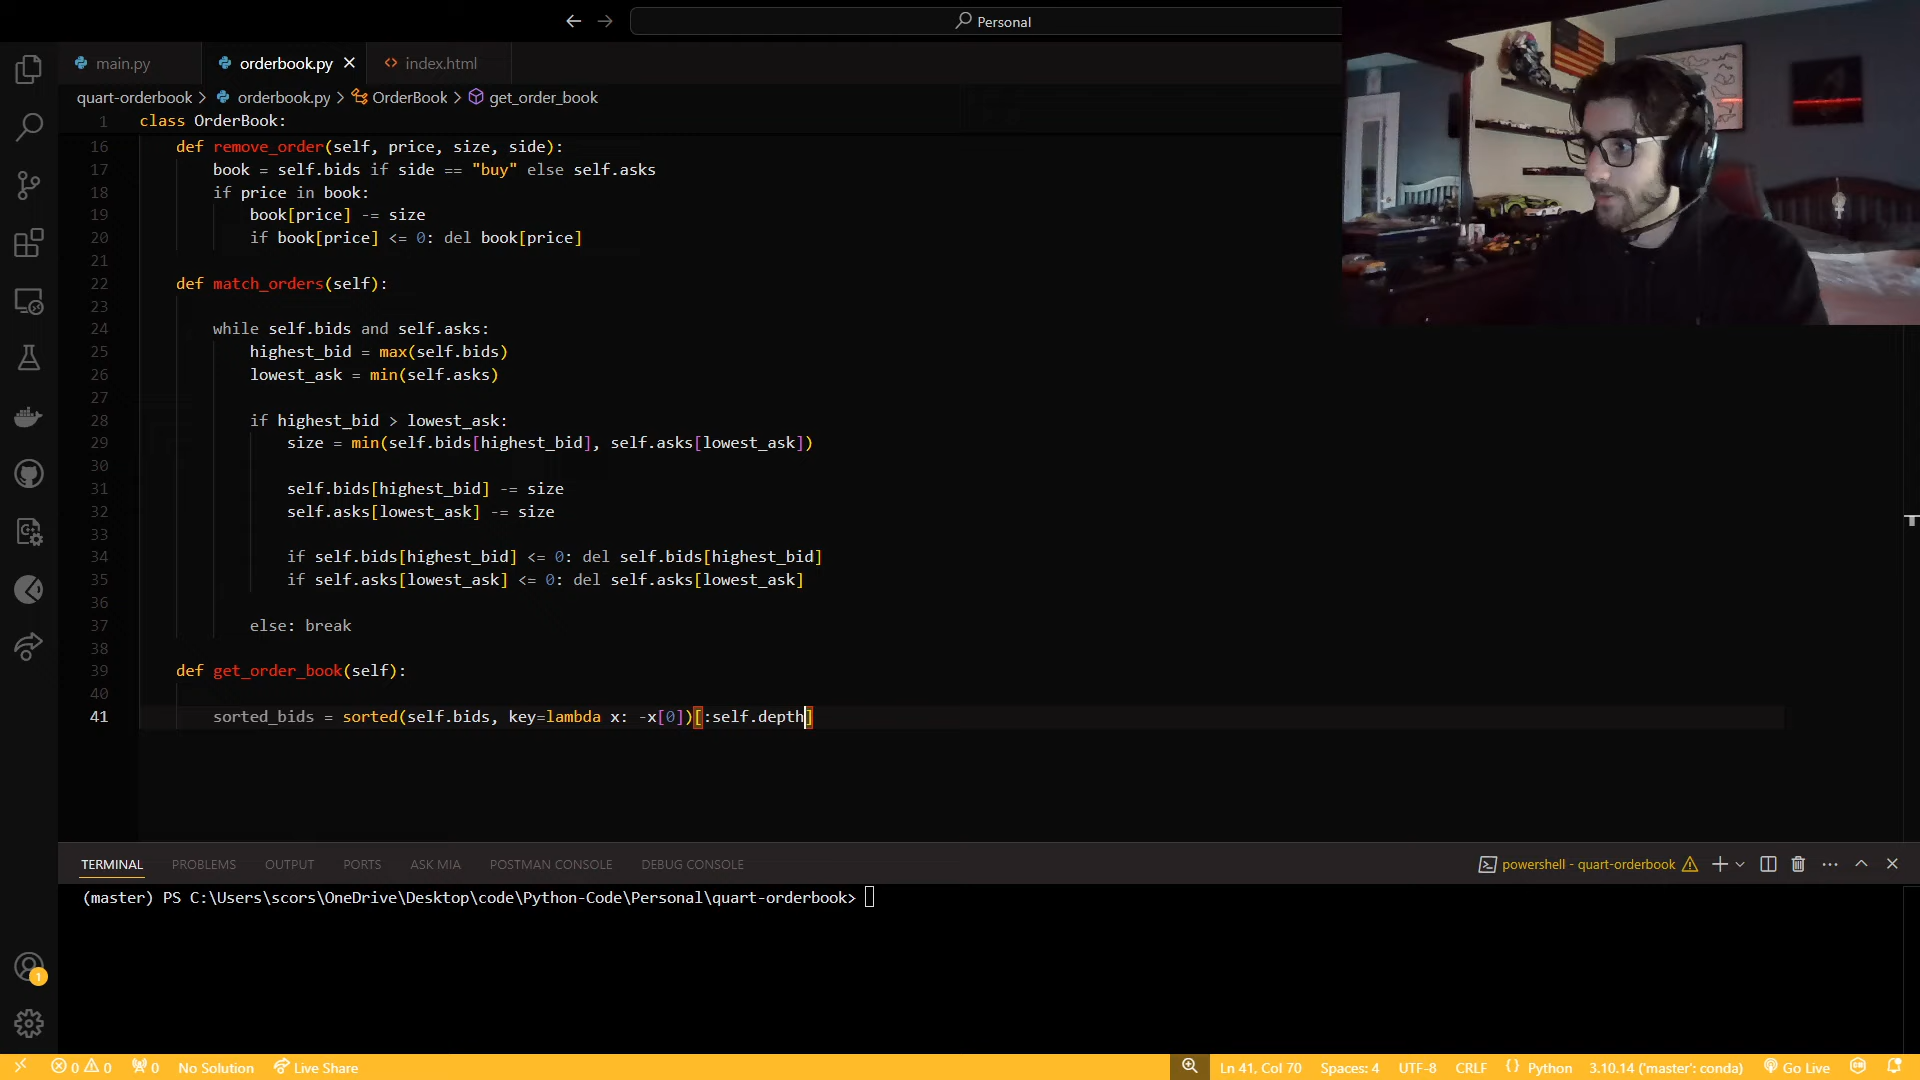 Personal
main.py
orderbook.py
index.html
quart-orderbook > orderbook.py > OrderBook > get_order_book
1 class OrderBook:
16 def remove_order(self, price, size, side):
17 book = self.bids if side == "buy" else self.asks
18 if price in book:
19 book[price] -= size
20 if book[price] <= 0: del book[price]
21
22 def match_orders(self):
23
24 while self.bids and self.asks:
25 highest_bid = max(self.bids)
26 lowest_ask = min(self.asks)
27
28 if highest_bid > lowest_ask:
29 size = min(self.bids[highest_bid], self.asks[lowest_ask])
30
31 self.bids[highest_bid] -= size
32 self.asks[lowest_ask] -= size
33
34 if self.bids[highest_bid] <= 0: del self.bids[highest_bid]
35 if self.asks[lowest_ask] <= 0: del self.asks[lowest_ask]
36
37 else: break
38
39 def get_order_book(self):
40
41 sorted_bids = sorted(self.bids, key=lambda x: -x[0])[:self.depth]
TERMINAL PROBLEMS OUTPUT PORTS ASK MIA POSTMAN CONSOLE DEBUG CONSOLE
powershell - quart-orderbook
(master) PS C:\Users\scors\OneDrive\Desktop\code\Python-Code\Personal\quart-orderbook>
1
0 0 0 No Solution Live Share
Ln 41, Col 70 Spaces: 4 UTF-8 CRLF {} Python 3.10.14 ('master': conda) Go Live